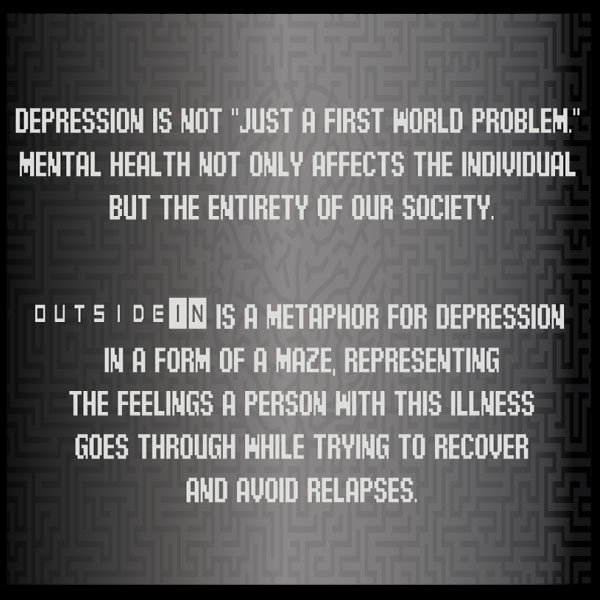 DEPRESSION IS NOT "JUST A FIRST WORLD PROBLEM."
MENTAL HEALTH NOT ONLY AFFECTS THE INDIVIDUAL
BUT THE ENTIRETY OF OUR SOCIETY.
OUTSIDEIN IS A METAPHOR FOR DEPRESSION
IN A FORM OF A MAZE, REPRESENTING
THE FEELINGS A PERSON WITH THIS ILLNESS
GOES THROUGH WHILE TRYING TO RECOVER
AND AVOID RELAPSES.